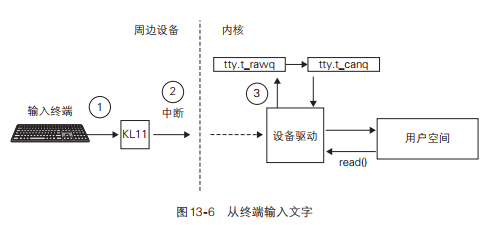 周边设备
内核
tty.t_rawq
tty.t_canq
输入终端
1
2
中断
3
KL11
设备驱动
用户空间
read()
图13-6 从终端输入文字